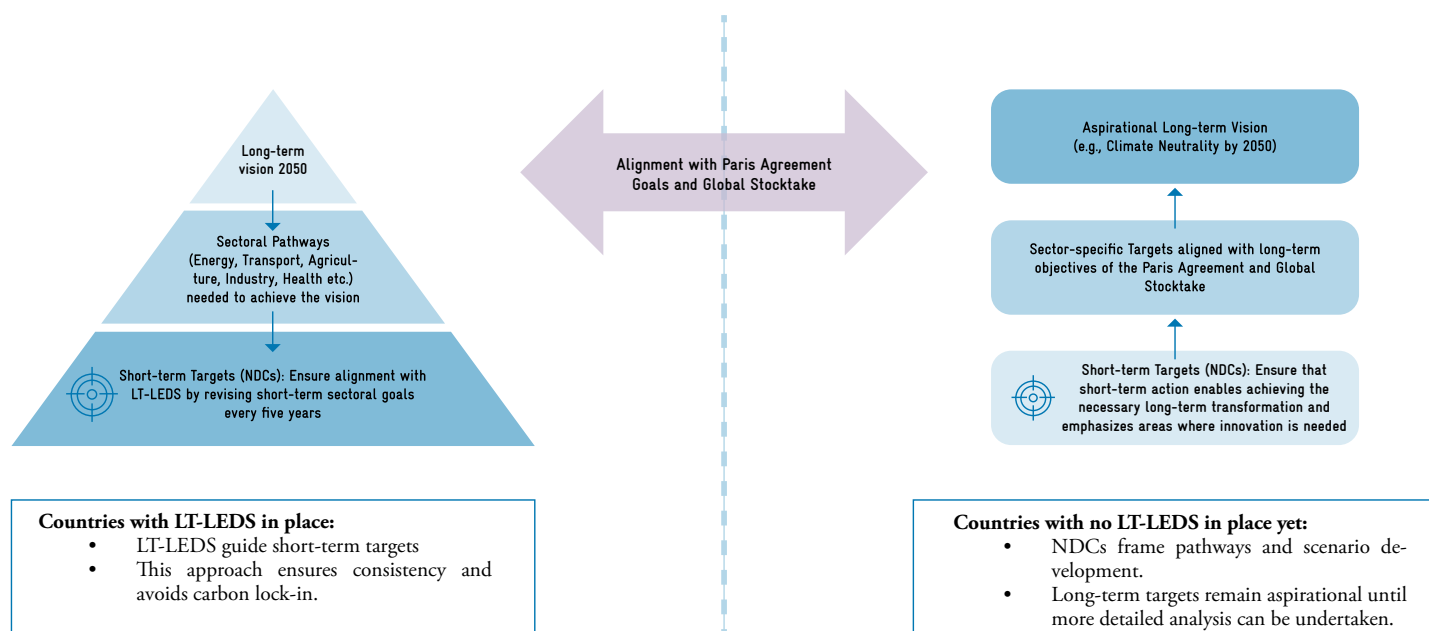 Long-term
vision 2050
Sectoral Pathways
(Energy, Transport, Agricul-
ture, Industry, Health etc.)
needed to achieve the vision
Short-term Targets (NDCs): Ensure alignment with
LT-LEDS by revising short-term sectoral goals
every five years
Alignment with Paris Agreement
Goals and Global Stocktake
Aspirational Long-term Vision
(e.g., Climate Neutrality by 2050)
Sector-specific Targets aligned with long-term
objectives of the Paris Agreement and Global
Stocktake
Short-term Targets (NDCs): Ensure that
short-term action enables achieving the
necessary long-term transformation and
emphasizes areas where innovation is needed
Countries with LT-LEDS in place:
• LT-LEDS guide short-term targets
• This approach ensures consistency and
avoids carbon lock-in.
Countries with no LT-LEDS in place yet:
• NDCs frame pathways and scenario de-
velopment.
• Long-term targets remain aspirational until
more detailed analysis can be undertaken.